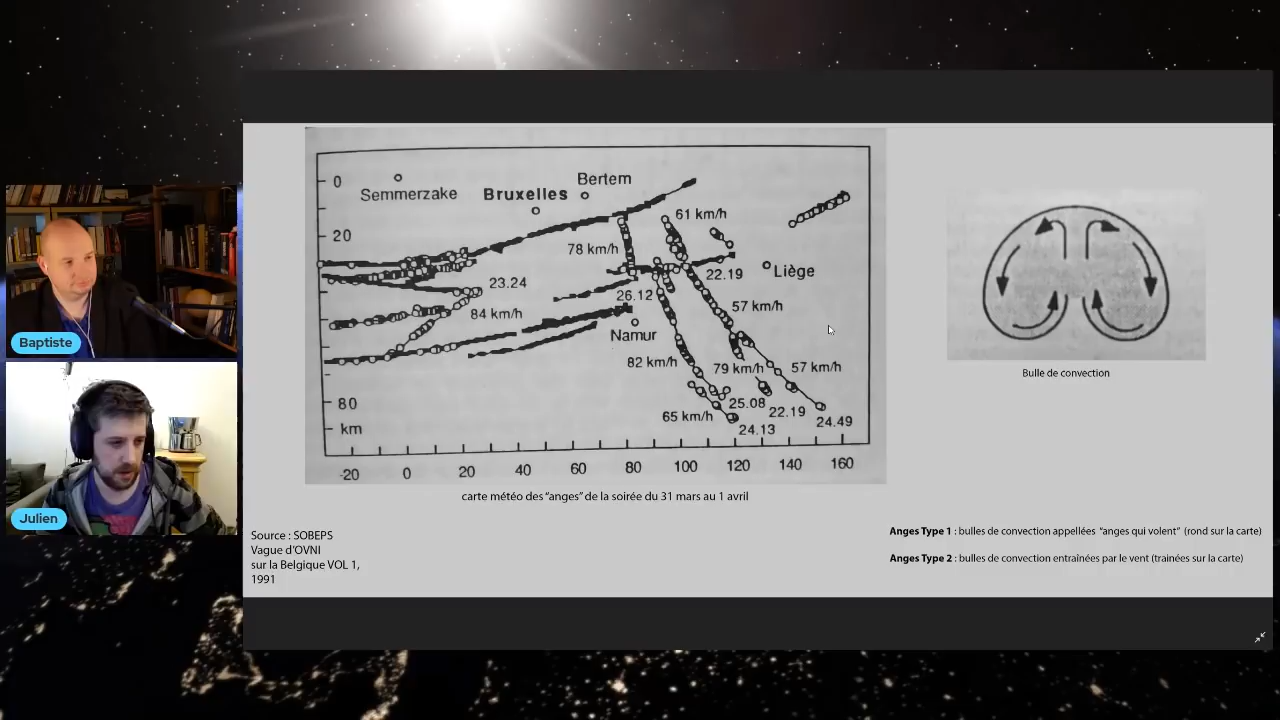 Baptiste
Julien
0
20
80
km
-20
0
20
40
60
80
100
120
140
160
Semmerzake
Bruxelles
Bertem
61 km/h
78 km/h
22.19
Liège
23.24
26.12
84 km/h
57 km/h
Namur
82 km/h
79 km/h
57 km/h
25.08
22.19
65 km/h
24.13
24.49
carte météo des "anges" de la soirée du 31 mars au 1 avril
Bulle de convection
Source : SOBEPS
Vague d'OVNI
sur la Belgique VOL 1,
1991
Anges Type 1 : bulles de convection appellées "anges qui volent" (rond sur la carte)
Anges Type 2 : bulles de convection entraînées par le vent (trainées sur la carte)